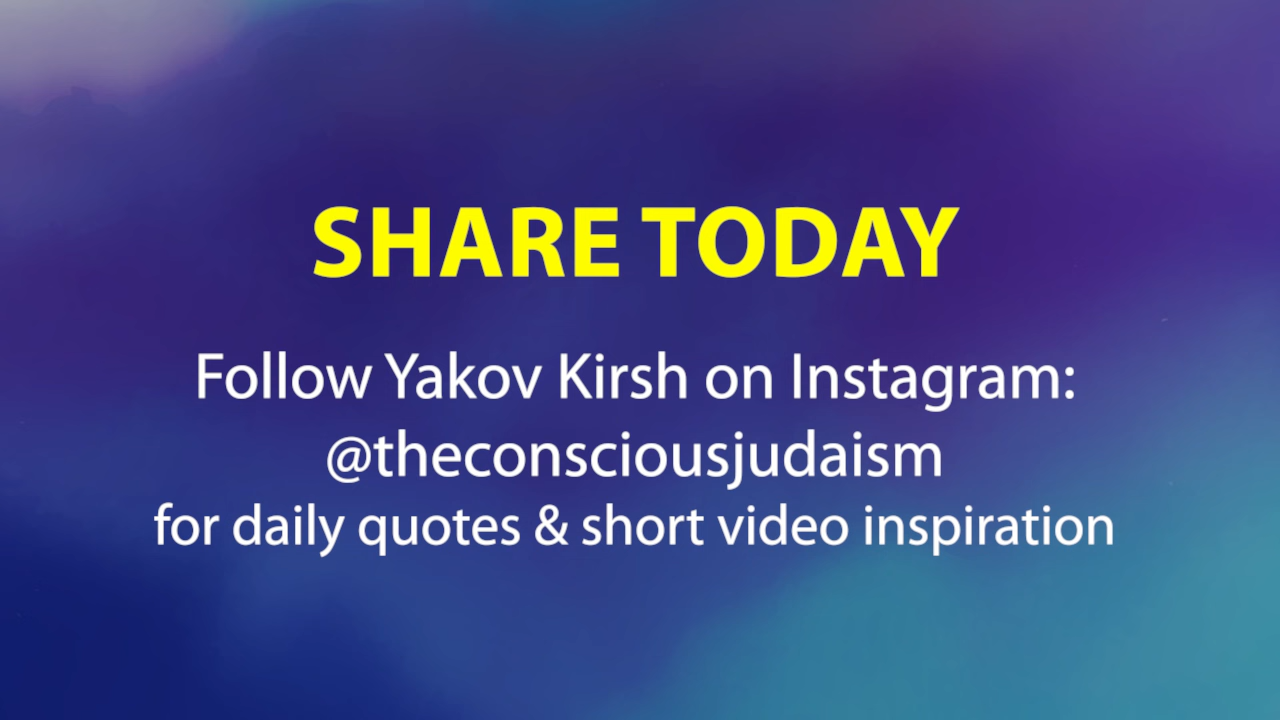 SHARE TODAY
Follow Yakov Kirsh on Instagram:
@theconsciousjudaism
for daily quotes & short video inspiration